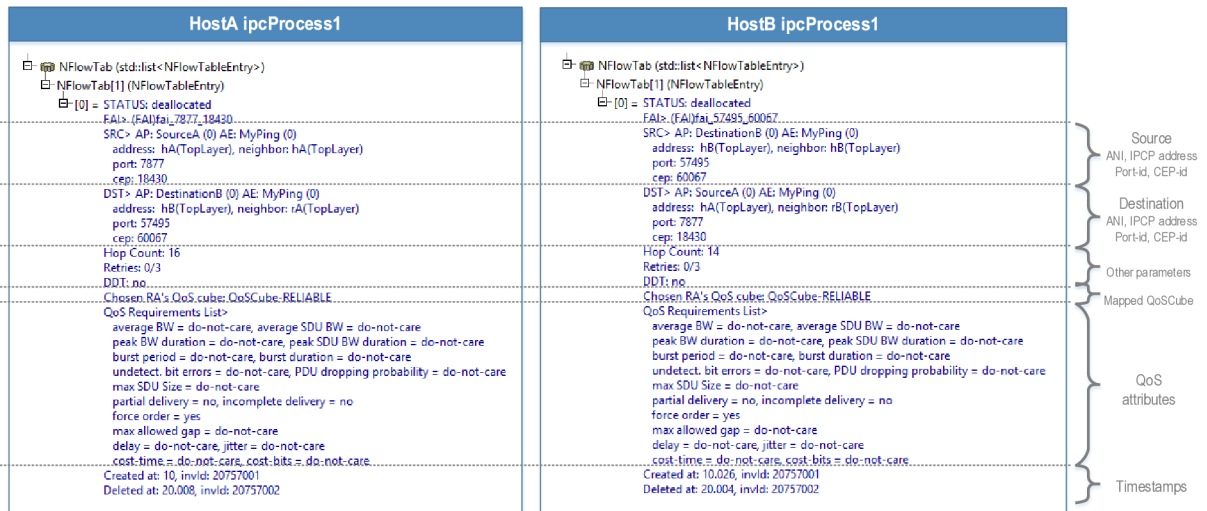 HostA ipcProcess1
NFlowTab (std::list<NFlowTableEntry>)
NFlowTab[1] (NFlowTableEntry)
[0] = STATUS: deallocated
FAI> (FAI)fai_7877_18430
SRC> AP: SourceA (0) AE: MyPing (0)
address: hA(TopLayer), neighbor: hA(TopLayer)
port: 7877
cep: 18430
DST> AP: DestinationB (0) AE: MyPing (0)
address: hB(TopLayer), neighbor: rA(TopLayer)
port: 57495
cep: 60067
Hop Count: 16
Retries: 0/3
DDT: no
Chosen RA's QoS cube: QoSCube-RELIABLE
QoS Requirements List>
average BW = do-not-care, average SDU BW = do-not-care
peak BW duration = do-not-care, peak SDU BW duration = do-not-care
burst period = do-not-care, burst duration = do-not-care
undetect. bit errors = do-not-care, PDU dropping probability = do-not-care
max SDU Size = do-not-care
partial delivery = no, incomplete delivery = no
force order = yes
max allowed gap = do-not-care
delay = do-not-care, jitter = do-not-care
cost-time = do-not-care, cost-bits = do-not-care
Created at: 10, invId: 20757001
Deleted at: 20.008, invId: 20757002
HostB ipcProcess1
NFlowTab (std::list<NFlowTableEntry>)
NFlowTab[1] (NFlowTableEntry)
[0] = STATUS: deallocated
FAI> (FAI)fai_57495_60067
SRC> AP: DestinationB (0) AE: MyPing (0)
address: hB(TopLayer), neighbor: hB(TopLayer)
port: 57495
cep: 60067
DST> AP: SourceA (0) AE: MyPing (0)
address: hA(TopLayer), neighbor: rB(TopLayer)
port: 7877
cep: 18430
Hop Count: 14
Retries: 0/3
DDT: no
Chosen RA's QoS cube: QoSCube-RELIABLE
QoS Requirements List>
average BW = do-not-care, average SDU BW = do-not-care
peak BW duration = do-not-care, peak SDU BW duration = do-not-care
burst period = do-not-care, burst duration = do-not-care
undetect. bit errors = do-not-care, PDU dropping probability = do-not-care
max SDU Size = do-not-care
partial delivery = no, incomplete delivery = no
force order = yes
max allowed gap = do-not-care
delay = do-not-care, jitter = do-not-care
cost-time = do-not-care, cost-bits = do-not-care
Created at: 10.026, invId: 20757001
Deleted at: 20.004, invId: 20757002
Source
ANI, IPCP address
Port-id, CEP-id
Destination
ANI, IPCP address
Port-id, CEP-id
Other parameters
Mapped QoSCube
QoS
attributes
Timestamps